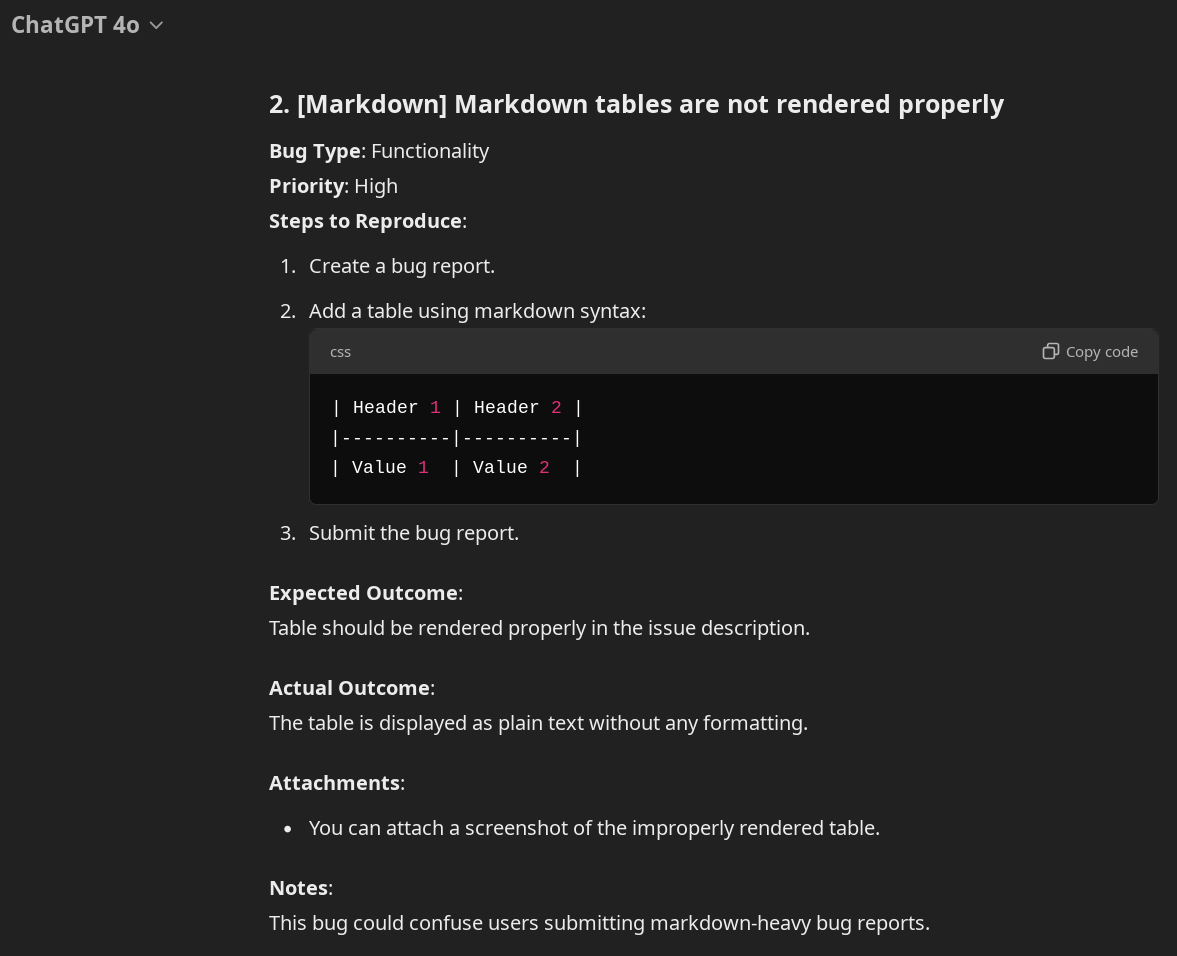 ChatGPT 4o
2. [Markdown] Markdown tables are not rendered properly
Bug Type: Functionality
Priority: High
Steps to Reproduce:
1. Create a bug report.
2. Add a table using markdown syntax:
css
Copy code
| Header 1 | Header 2 |
|----------|----------|
| Value 1  | Value 2  |
3. Submit the bug report.
Expected Outcome:
Table should be rendered properly in the issue description.
Actual Outcome:
The table is displayed as plain text without any formatting.
Attachments:
• You can attach a screenshot of the improperly rendered table.
Notes:
This bug could confuse users submitting markdown-heavy bug reports.